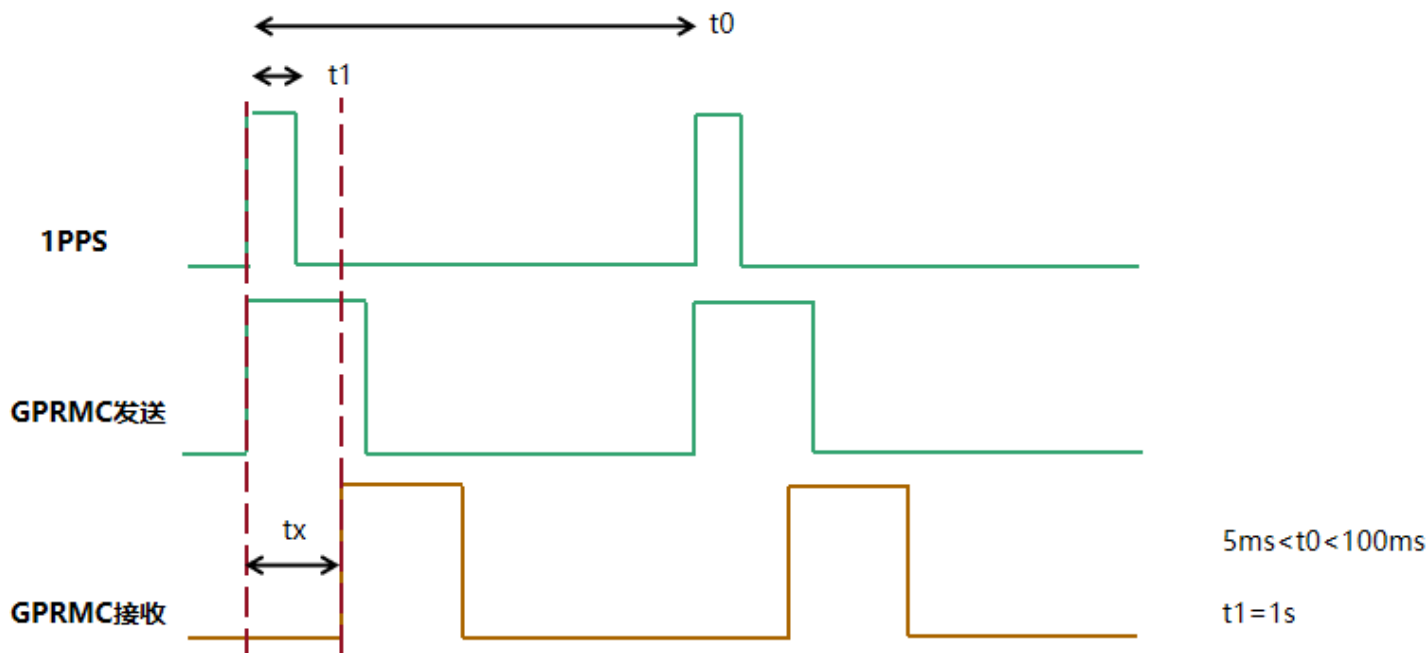 t0
t1
1PPS
GPRMC发送
tx
5ms<t0<100ms
GPRMC接收
t1=1s